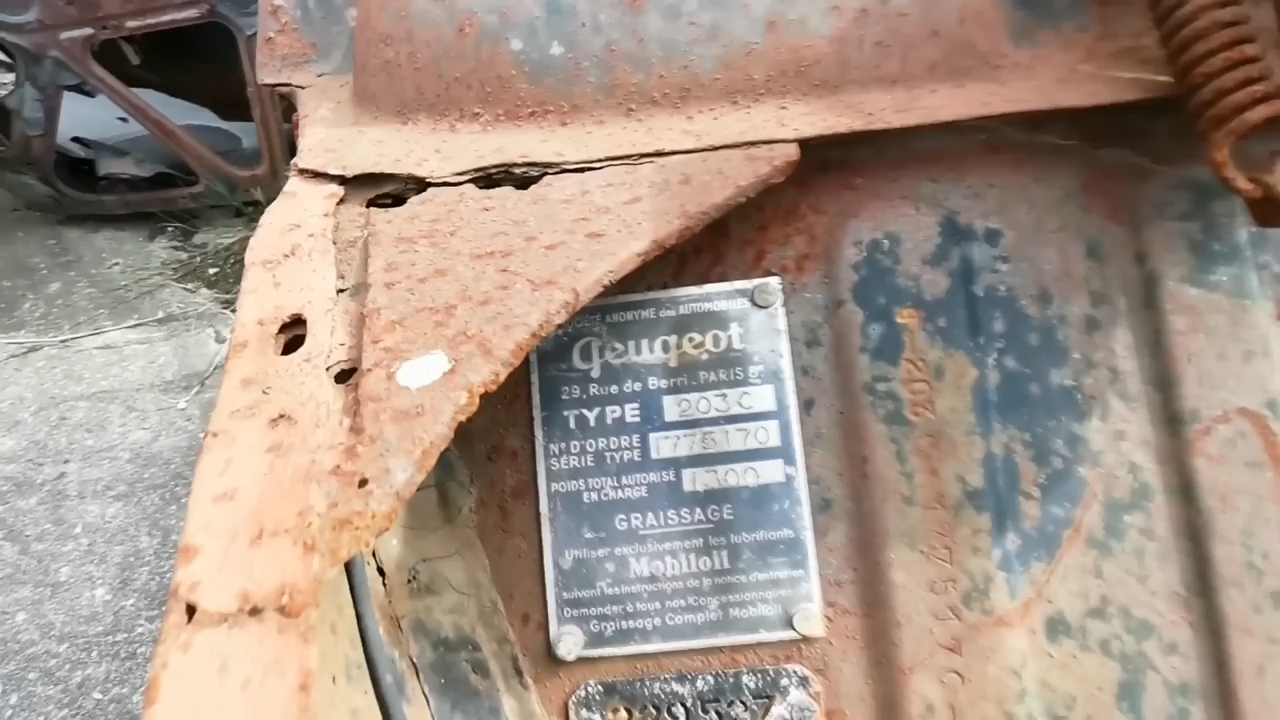 SOCIÉTÉ ANONYME des AUTOMOBILES
Peugeot
29, Rue de Berri - PARIS 8e
TYPE 203 C
N° D'ORDRE
SÉRIE TYPE 1775170
POIDS TOTAL AUTORISÉ
EN CHARGE 1300 kg
GRAISSAGE
Utiliser exclusivement les lubrifiants
Mobiloil
suivant les instructions de la notice d'entretien
Demander à tous nos Concessionnaires
Graissage Complet Mobiloil